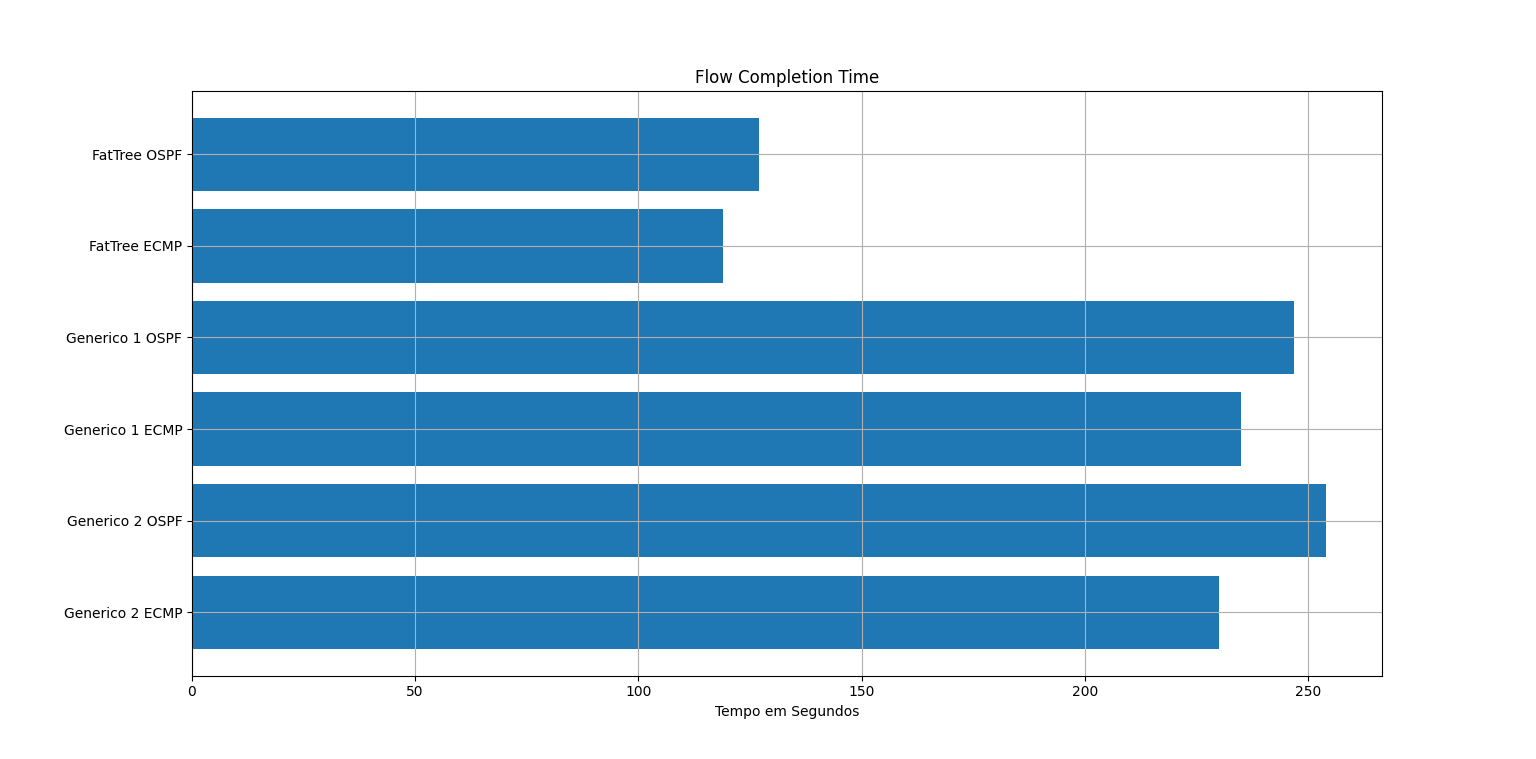 Flow Completion Time
FatTree OSPF
FatTree ECMP
Generico 1 OSPF
Generico 1 ECMP
Generico 2 OSPF
Generico 2 ECMP
0 50 100 150 200 250
Tempo em Segundos